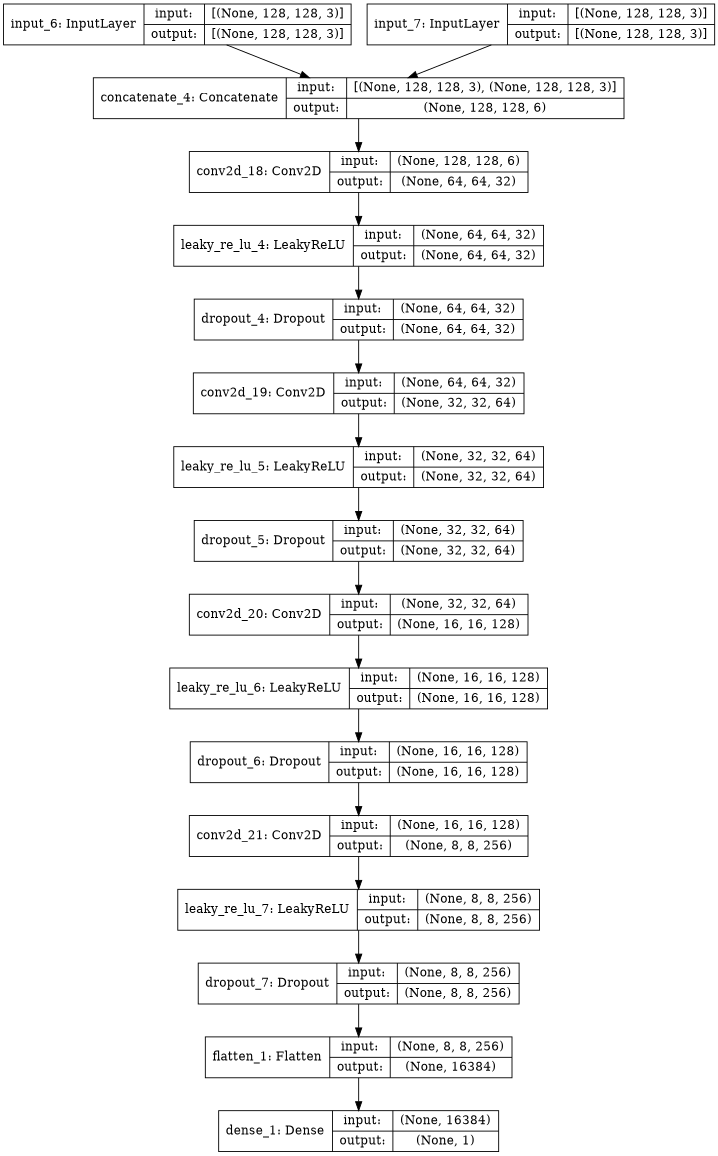 input_6: InputLayer
input: [(None, 128, 128, 3)]
output: [(None, 128, 128, 3)]
input_7: InputLayer
input: [(None, 128, 128, 3)]
output: [(None, 128, 128, 3)]
concatenate_4: Concatenate
input: [(None, 128, 128, 3), (None, 128, 128, 3)]
output: (None, 128, 128, 6)
conv2d_18: Conv2D
input: (None, 128, 128, 6)
output: (None, 64, 64, 32)
leaky_re_lu_4: LeakyReLU
input: (None, 64, 64, 32)
output: (None, 64, 64, 32)
dropout_4: Dropout
input: (None, 64, 64, 32)
output: (None, 64, 64, 32)
conv2d_19: Conv2D
input: (None, 64, 64, 32)
output: (None, 32, 32, 64)
leaky_re_lu_5: LeakyReLU
input: (None, 32, 32, 64)
output: (None, 32, 32, 64)
dropout_5: Dropout
input: (None, 32, 32, 64)
output: (None, 32, 32, 64)
conv2d_20: Conv2D
input: (None, 32, 32, 64)
output: (None, 16, 16, 128)
leaky_re_lu_6: LeakyReLU
input: (None, 16, 16, 128)
output: (None, 16, 16, 128)
dropout_6: Dropout
input: (None, 16, 16, 128)
output: (None, 16, 16, 128)
conv2d_21: Conv2D
input: (None, 16, 16, 128)
output: (None, 8, 8, 256)
leaky_re_lu_7: LeakyReLU
input: (None, 8, 8, 256)
output: (None, 8, 8, 256)
dropout_7: Dropout
input: (None, 8, 8, 256)
output: (None, 8, 8, 256)
flatten_1: Flatten
input: (None, 8, 8, 256)
output: (None, 16384)
dense_1: Dense
input: (None, 16384)
output: (None, 1)